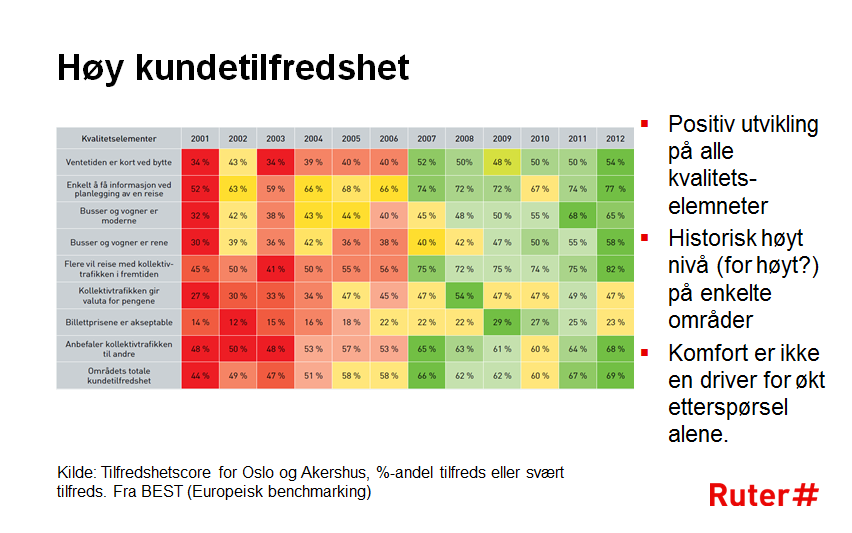 Høy kundetilfredshet
Kvalitetselementer 2001 2002 2003 2004 2005 2006 2007 2008 2009 2010 2011 2012
Ventetiden er kort ved bytte 34 % 43 % 34 % 39 % 40 % 40 % 52 % 50% 48 % 50 % 50 % 54 %
Enkelt å få informasjon ved
planlegging av en reise 52 % 63 % 59 % 66 % 68 % 66 % 74 % 72 % 72 % 67 % 74 % 77 %
Busser og vogner er
moderne 32 % 42 % 38 % 43 % 44 % 40 % 45 % 48 % 50 % 55 % 68 % 65 %
Busser og vogner er rene 30 % 39 % 36 % 42 % 36 % 38 % 40 % 42 % 47 % 50 % 55 % 58 %
Flere vil reise med kollektiv-
trafikken i fremtiden 45 % 50 % 41 % 50 % 55 % 56 % 75 % 72 % 75 % 74 % 75 % 82 %
Kollektivtrafikken gir
valuta for pengene 27 % 30 % 33 % 34 % 47 % 45 % 47 % 54 % 47 % 47 % 49 % 47 %
Billettprisene er akseptable 14 % 12 % 15 % 16 % 18 % 22 % 22 % 22 % 29 % 27 % 25 % 23 %
Anbefaler kollektivtrafikken
til andre 48 % 50 % 48 % 53 % 57 % 53 % 65 % 63 % 61 % 60 % 64 % 68 %
Områdets totale
kundetilfredshet 44 % 49 % 47 % 51 % 58 % 58 % 66 % 62 % 62 % 60 % 67 % 69 %
Kilde: Tilfredshetscore for Oslo og Akershus, %-andel tilfreds eller svært
tilfreds. Fra BEST (Europeisk benchmarking)
▪ Positiv utvikling
på alle
kvalitets-
elemneter
▪ Historisk høyt
nivå (for høyt?)
på enkelte
områder
▪ Komfort er ikke
en driver for økt
etterspørsel
alene.
Ruter#